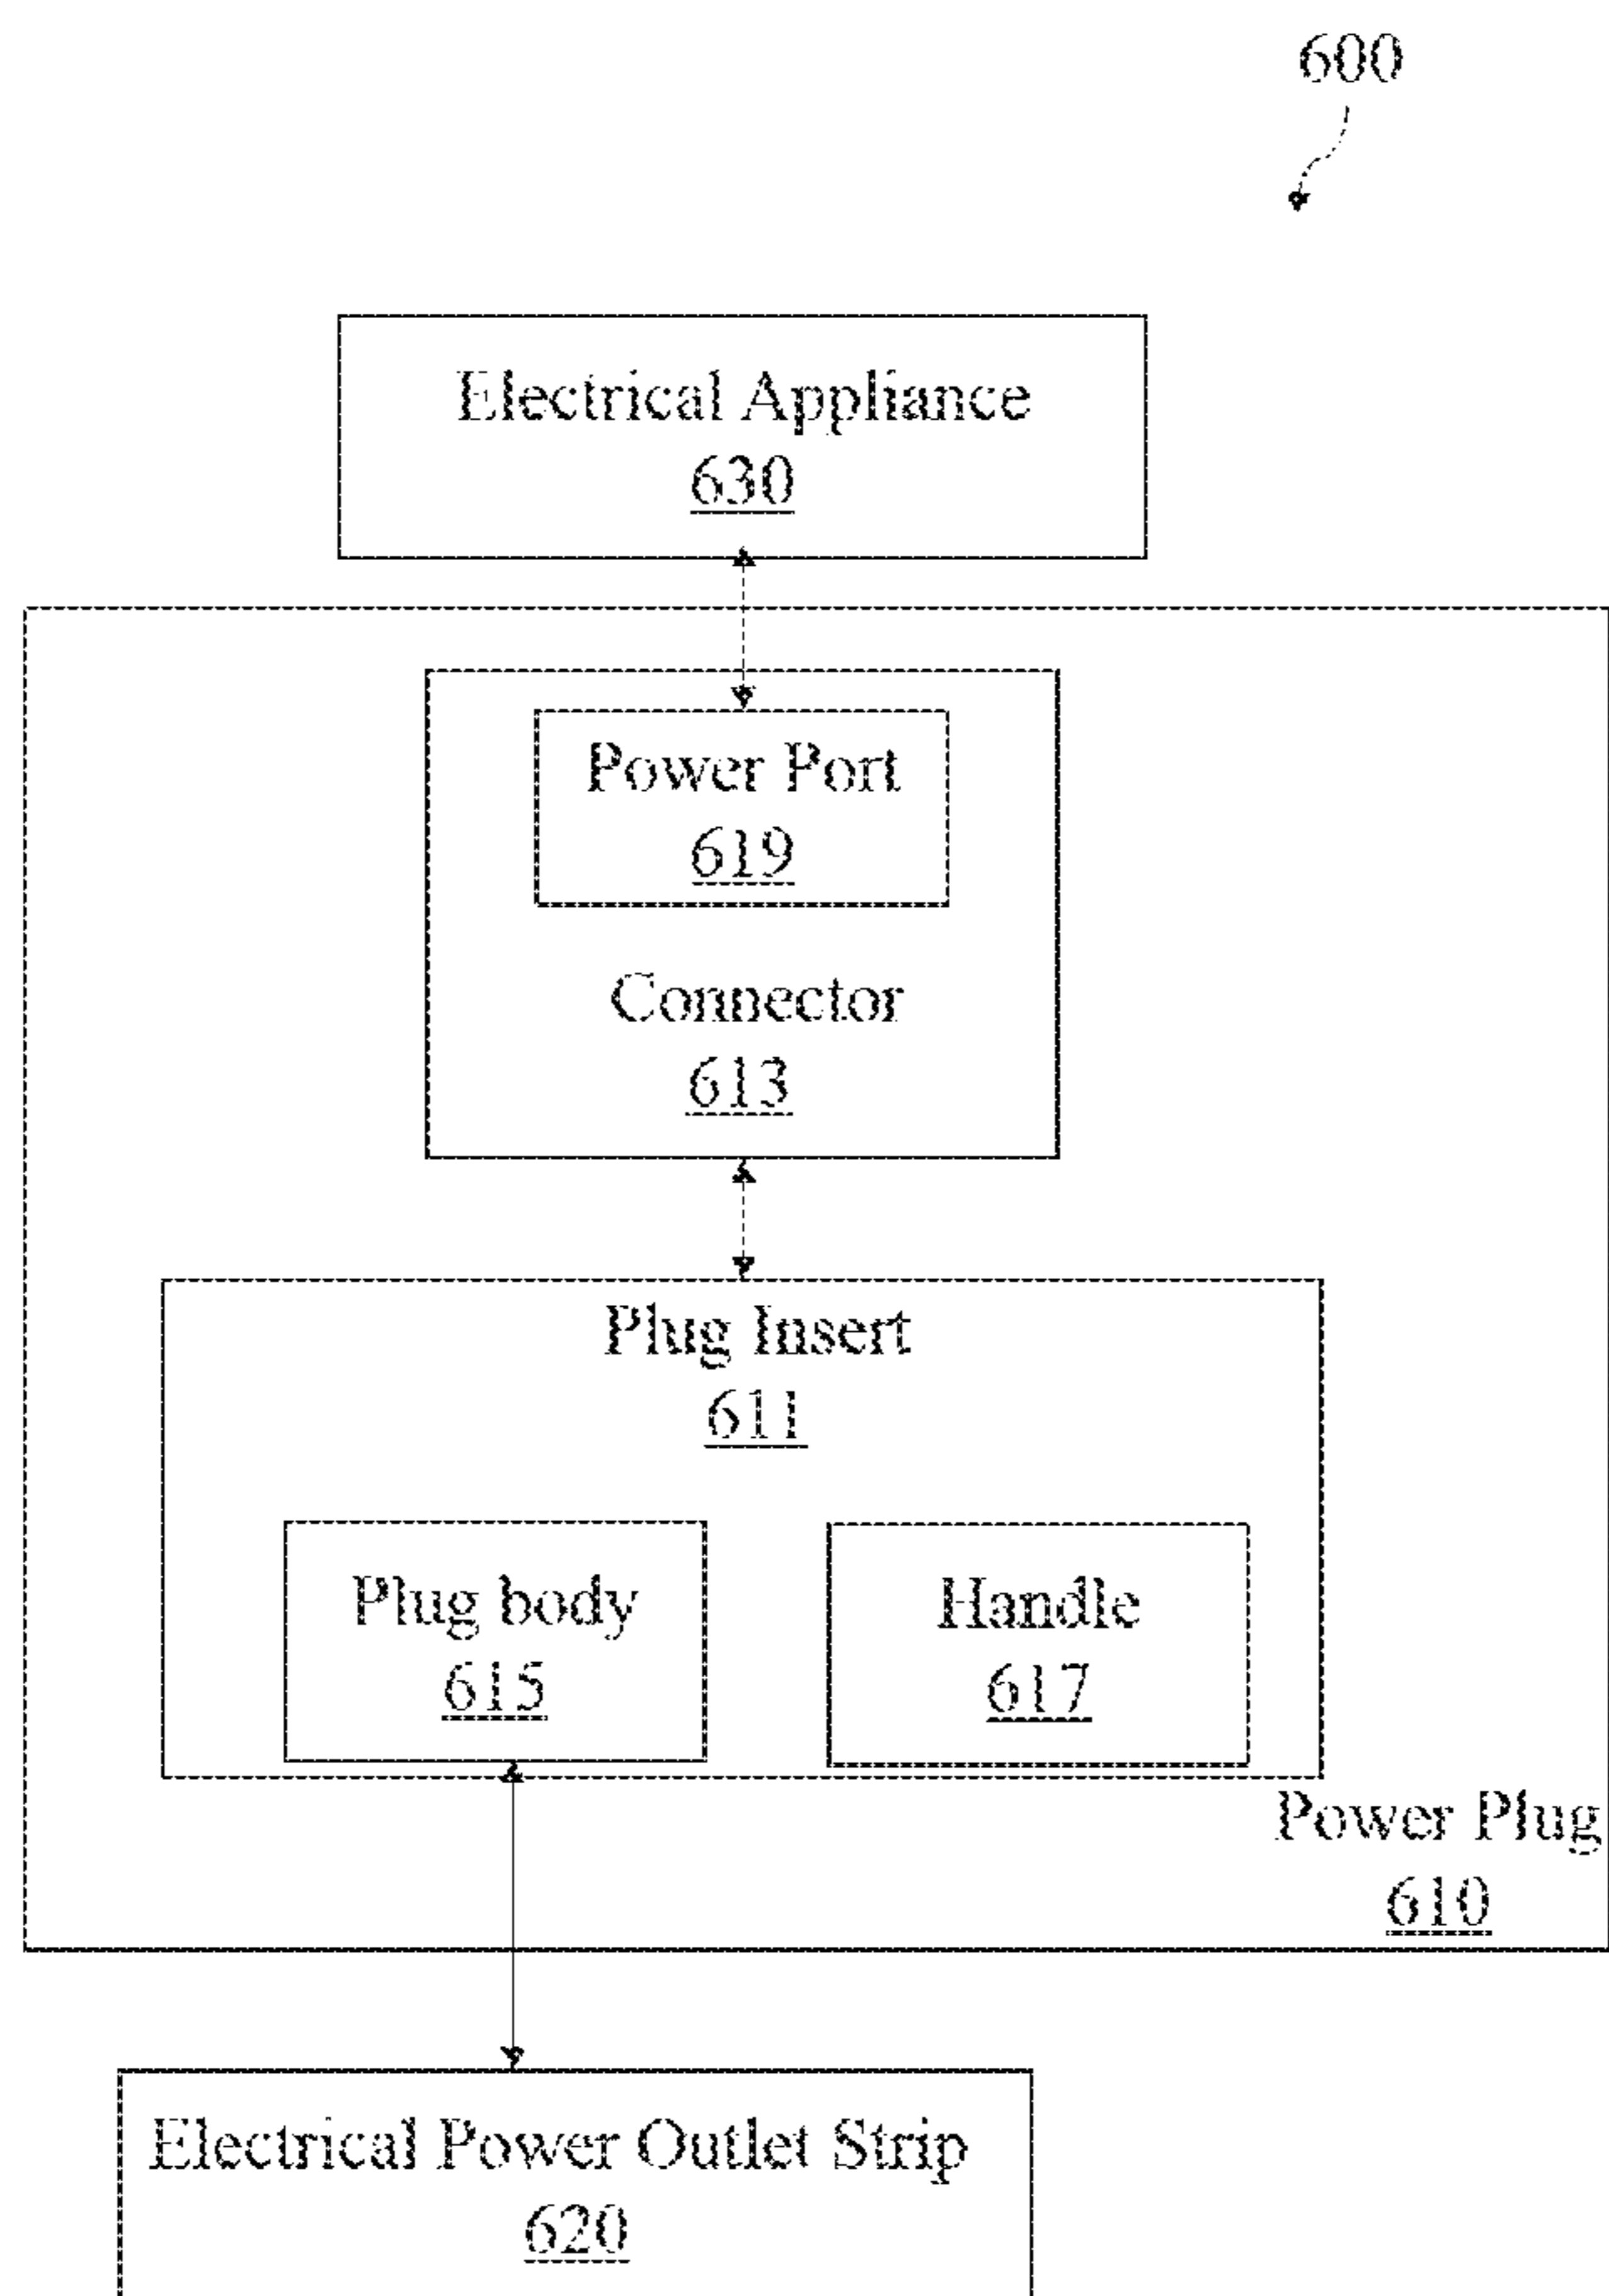 600
Electrical Appliance
630
Power Port
619
Connector
613
Plug Insert
611
Plug body
615
Handle
617
Power Plug
610
Electrical Power Outlet Strip
620